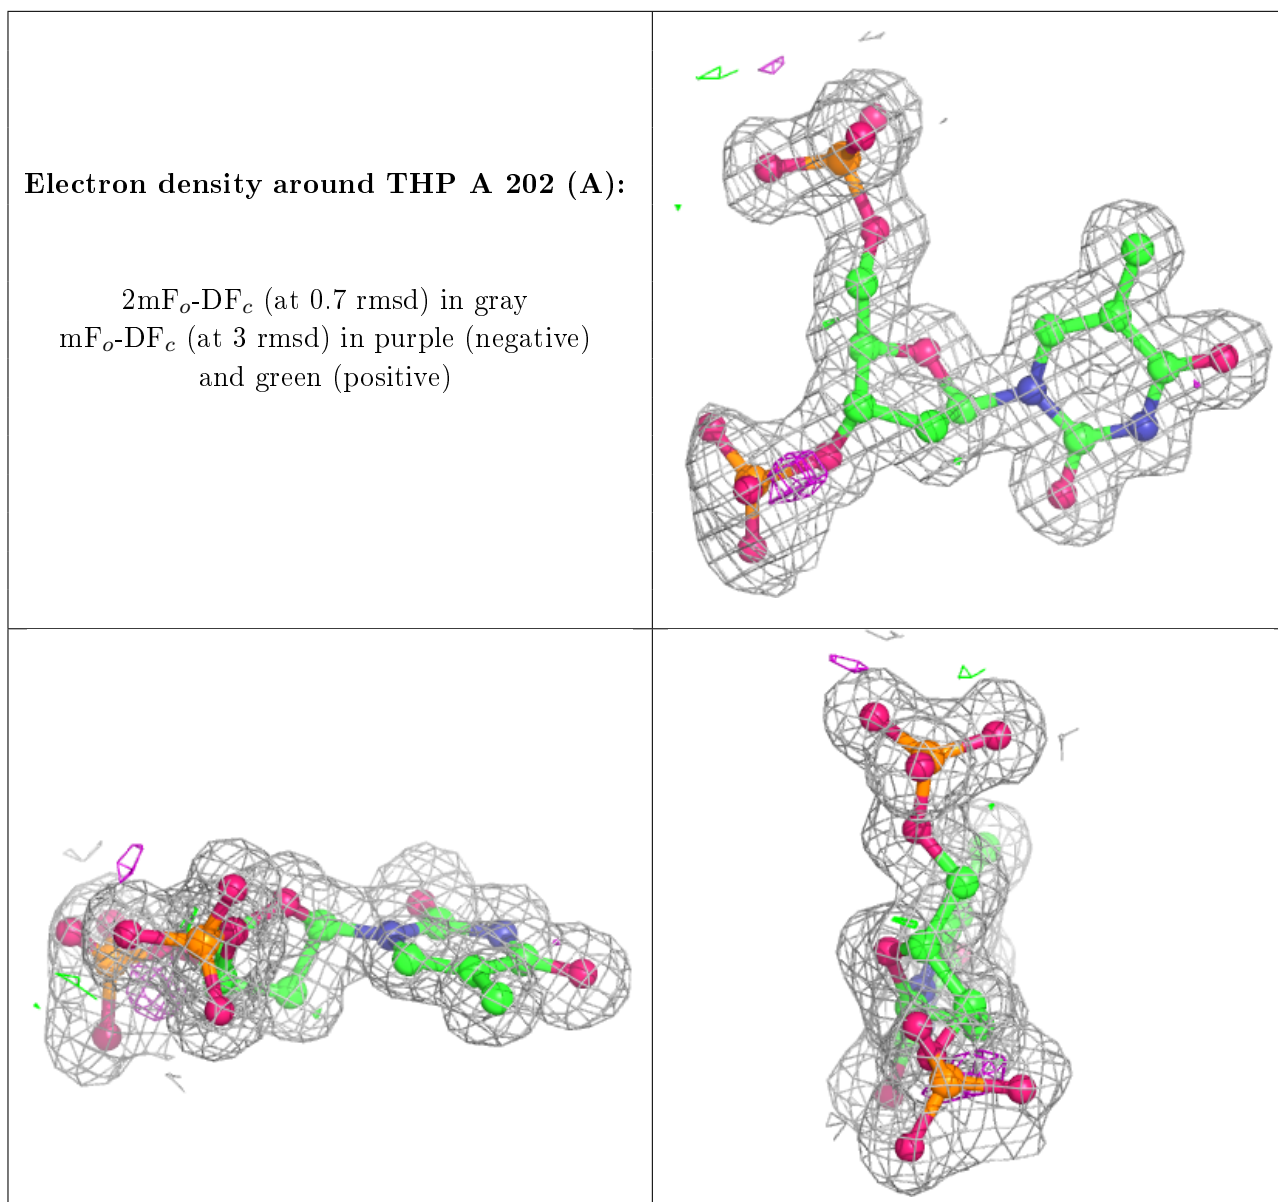 Electron density around THP A 202 (A):
2mFo-DFc (at 0.7 rmsd) in gray
mFo-DFc (at 3 rmsd) in purple (negative)
and green (positive)